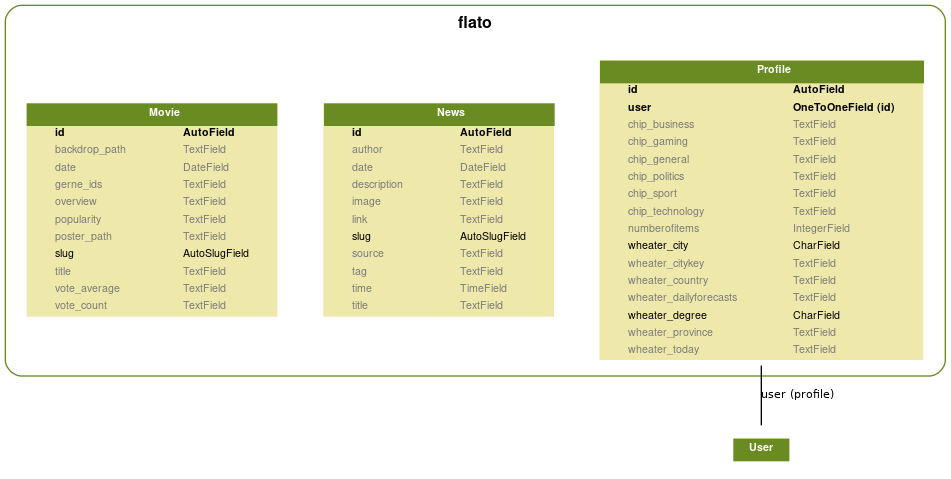 flato
Movie
id AutoField
backdrop_path TextField
date DateField
gerne_ids TextField
overview TextField
popularity TextField
poster_path TextField
slug AutoSlugField
title TextField
vote_average TextField
vote_count TextField
News
id AutoField
author TextField
date DateField
description TextField
image TextField
link TextField
slug AutoSlugField
source TextField
tag TextField
time TimeField
title TextField
Profile
id AutoField
user OneToOneField (id)
chip_business TextField
chip_gaming TextField
chip_general TextField
chip_politics TextField
chip_sport TextField
chip_technology TextField
numberofitems IntegerField
wheater_city CharField
wheater_citykey TextField
wheater_country TextField
wheater_dailyforecasts TextField
wheater_degree CharField
wheater_province TextField
wheater_today TextField
user (profile)
User